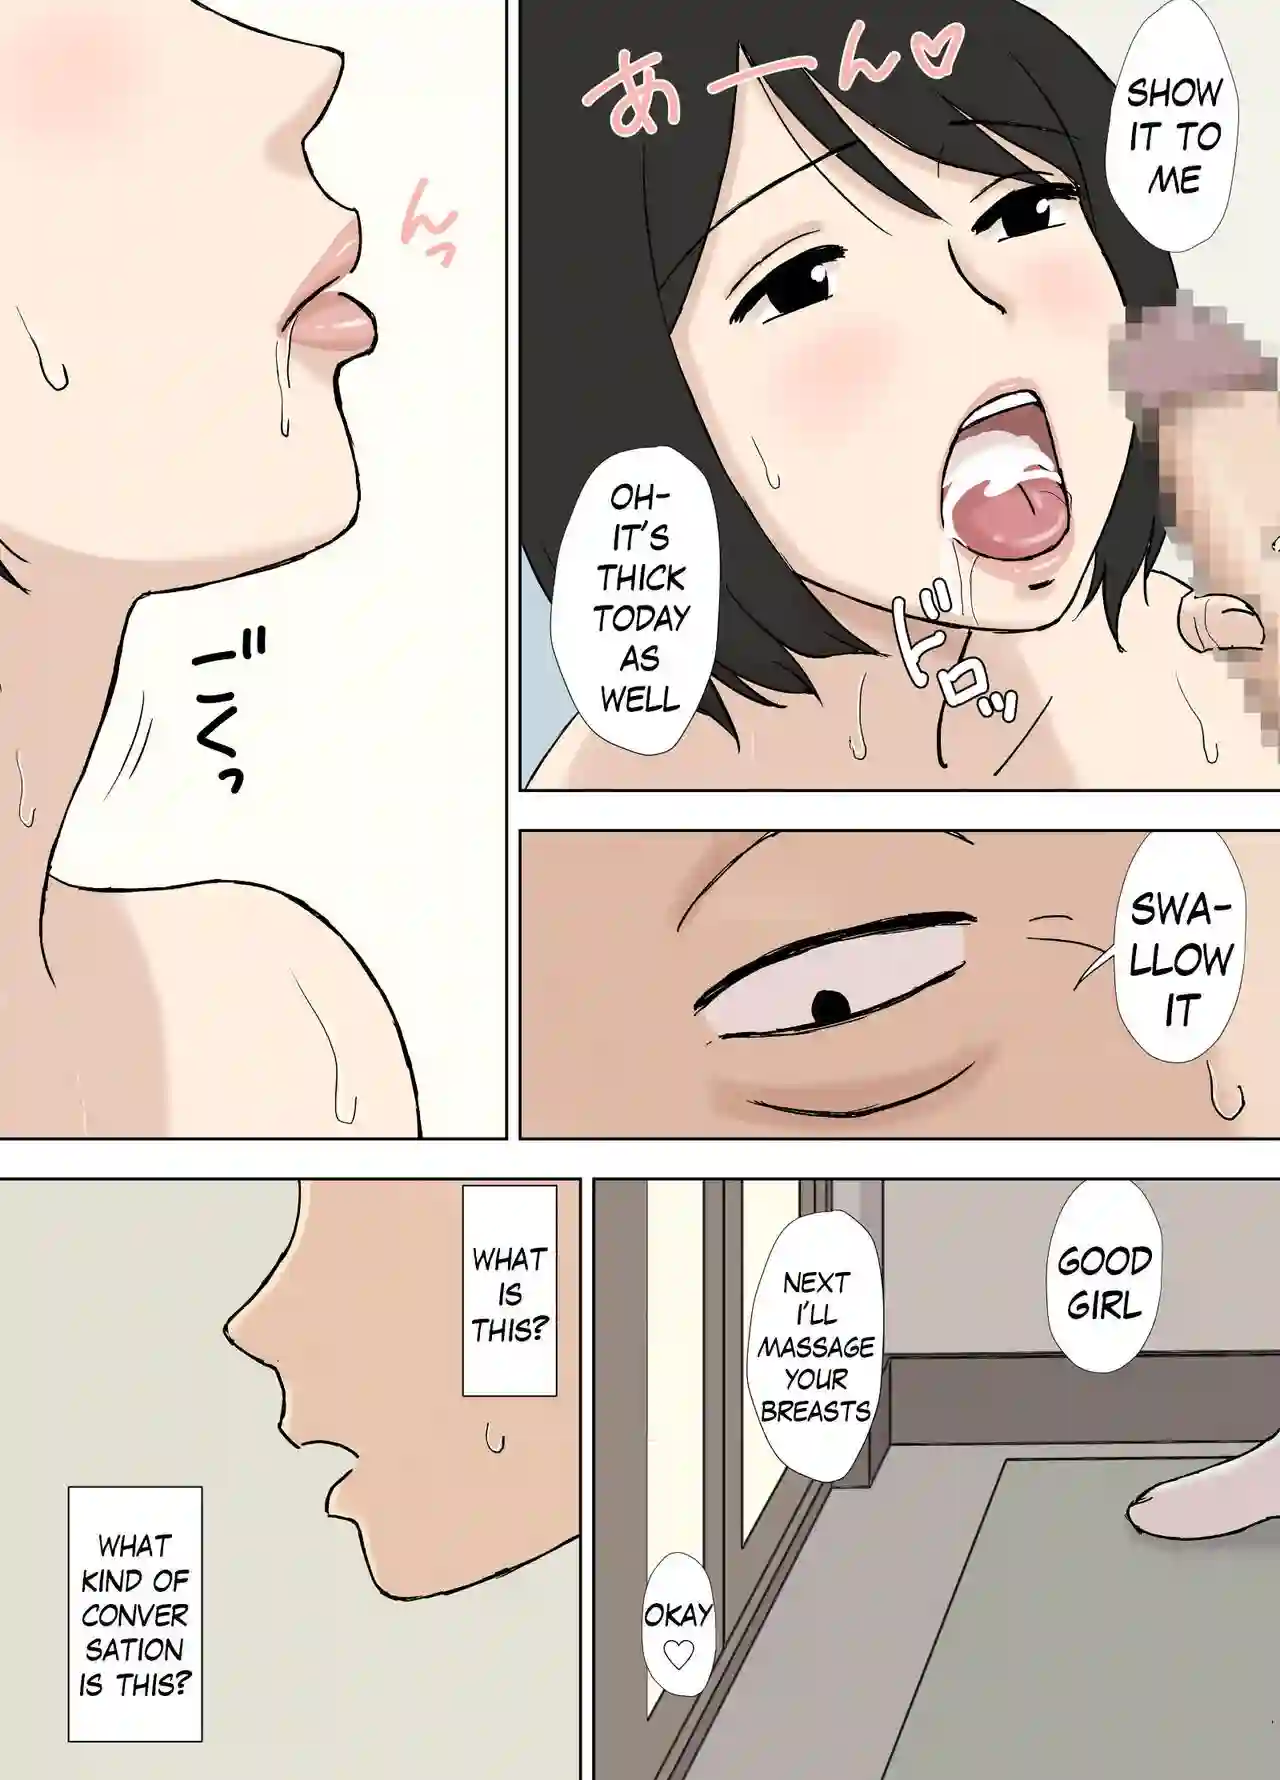 SHOW
IT TO
ME
あーん♡
OH-
IT'S
THICK
TODAY
AS
WELL
ドロッ
んっ
ごくっ
SWA-
LLOW
IT
GOOD
GIRL
NEXT
I'LL
MASSAGE
YOUR
BREASTS
OKAY
♡
WHAT
IS
THIS?
WHAT
KIND OF
CONVER
SATION
IS THIS?